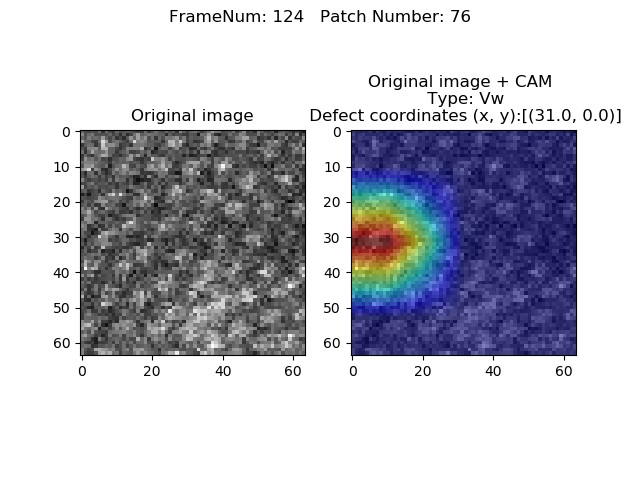 FrameNum: 124   Patch Number: 76
Original image
0
10
20
30
40
50
60
0 20 40 60
Original image + CAM
Type: Vw
Defect coordinates (x, y):[(31.0, 0.0)]
0
10
20
30
40
50
60
0 20 40 60